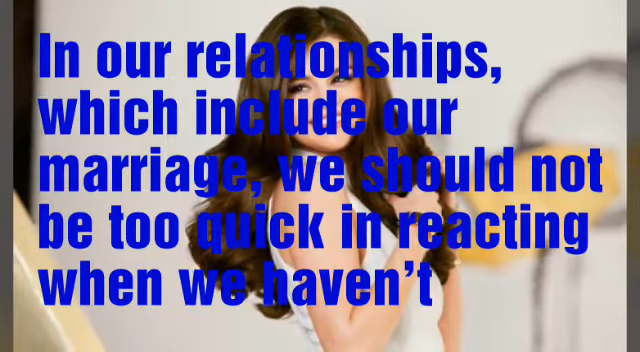 In our relationships,
which include our
marriage, we should not
be too quick in reacting
when we haven’t